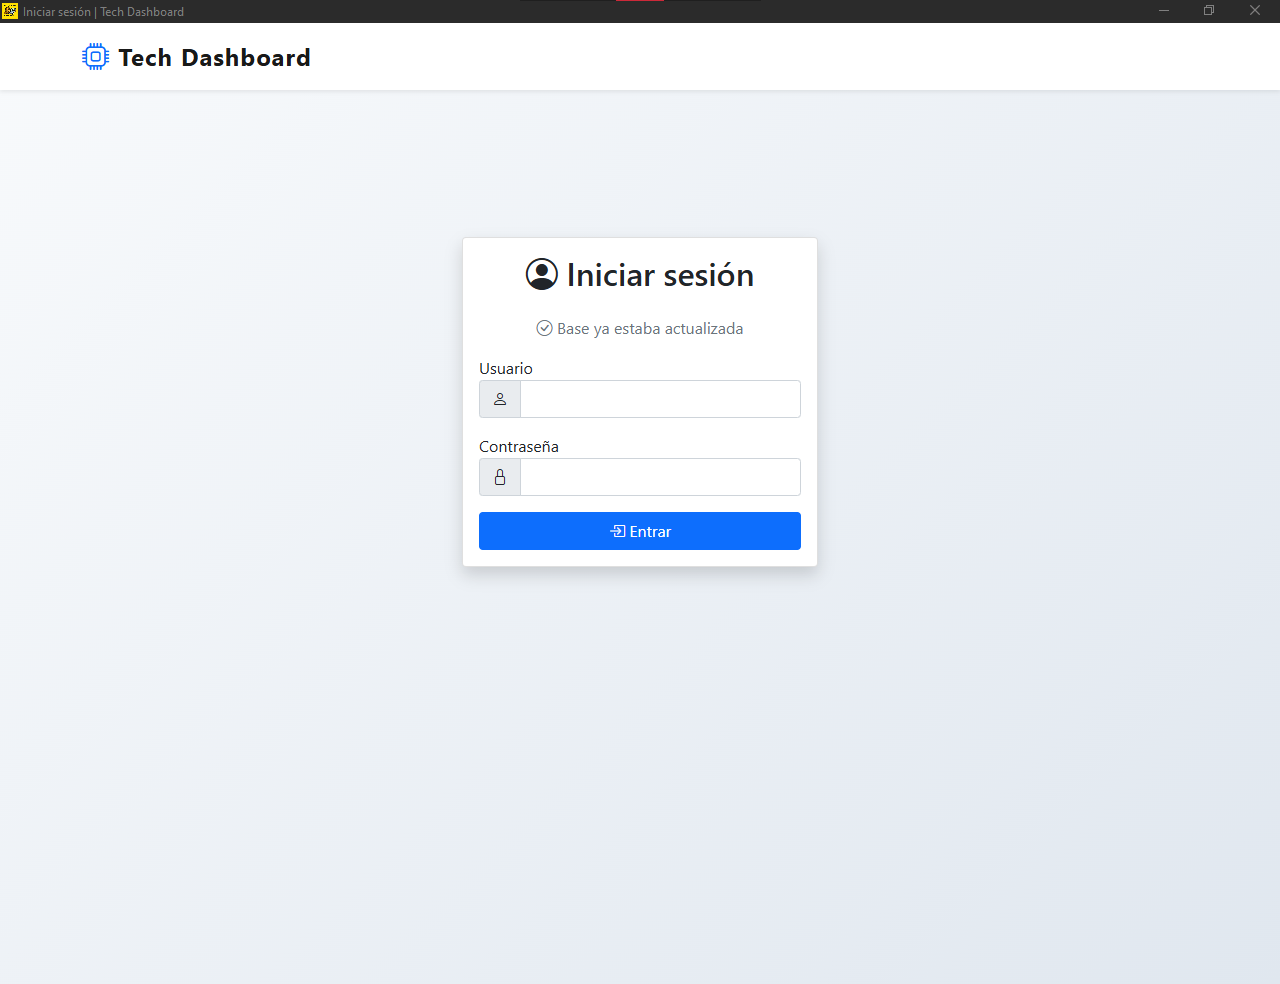 Iniciar sesión | Tech Dashboard
Tech Dashboard
Iniciar sesión
Base ya estaba actualizada
Usuario
Contraseña
Entrar